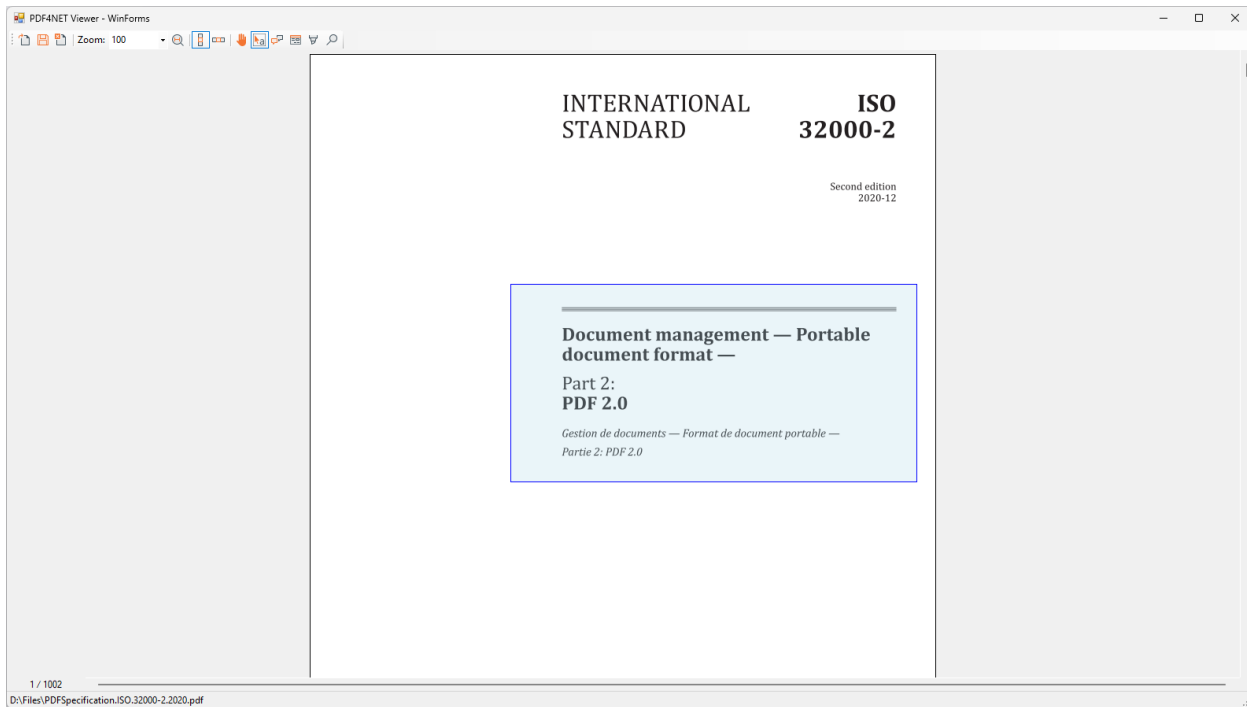 PDF4NET Viewer - WinForms
Zoom: 100
INTERNATIONAL STANDARD
ISO 32000-2
Second edition
2020-12
Document management — Portable
document format —
Part 2:
PDF 2.0
Gestion de documents — Format de document portable —
Partie 2: PDF 2.0
1 / 1002
D:\Files\PDFSpecification.ISO.32000-2.2020.pdf